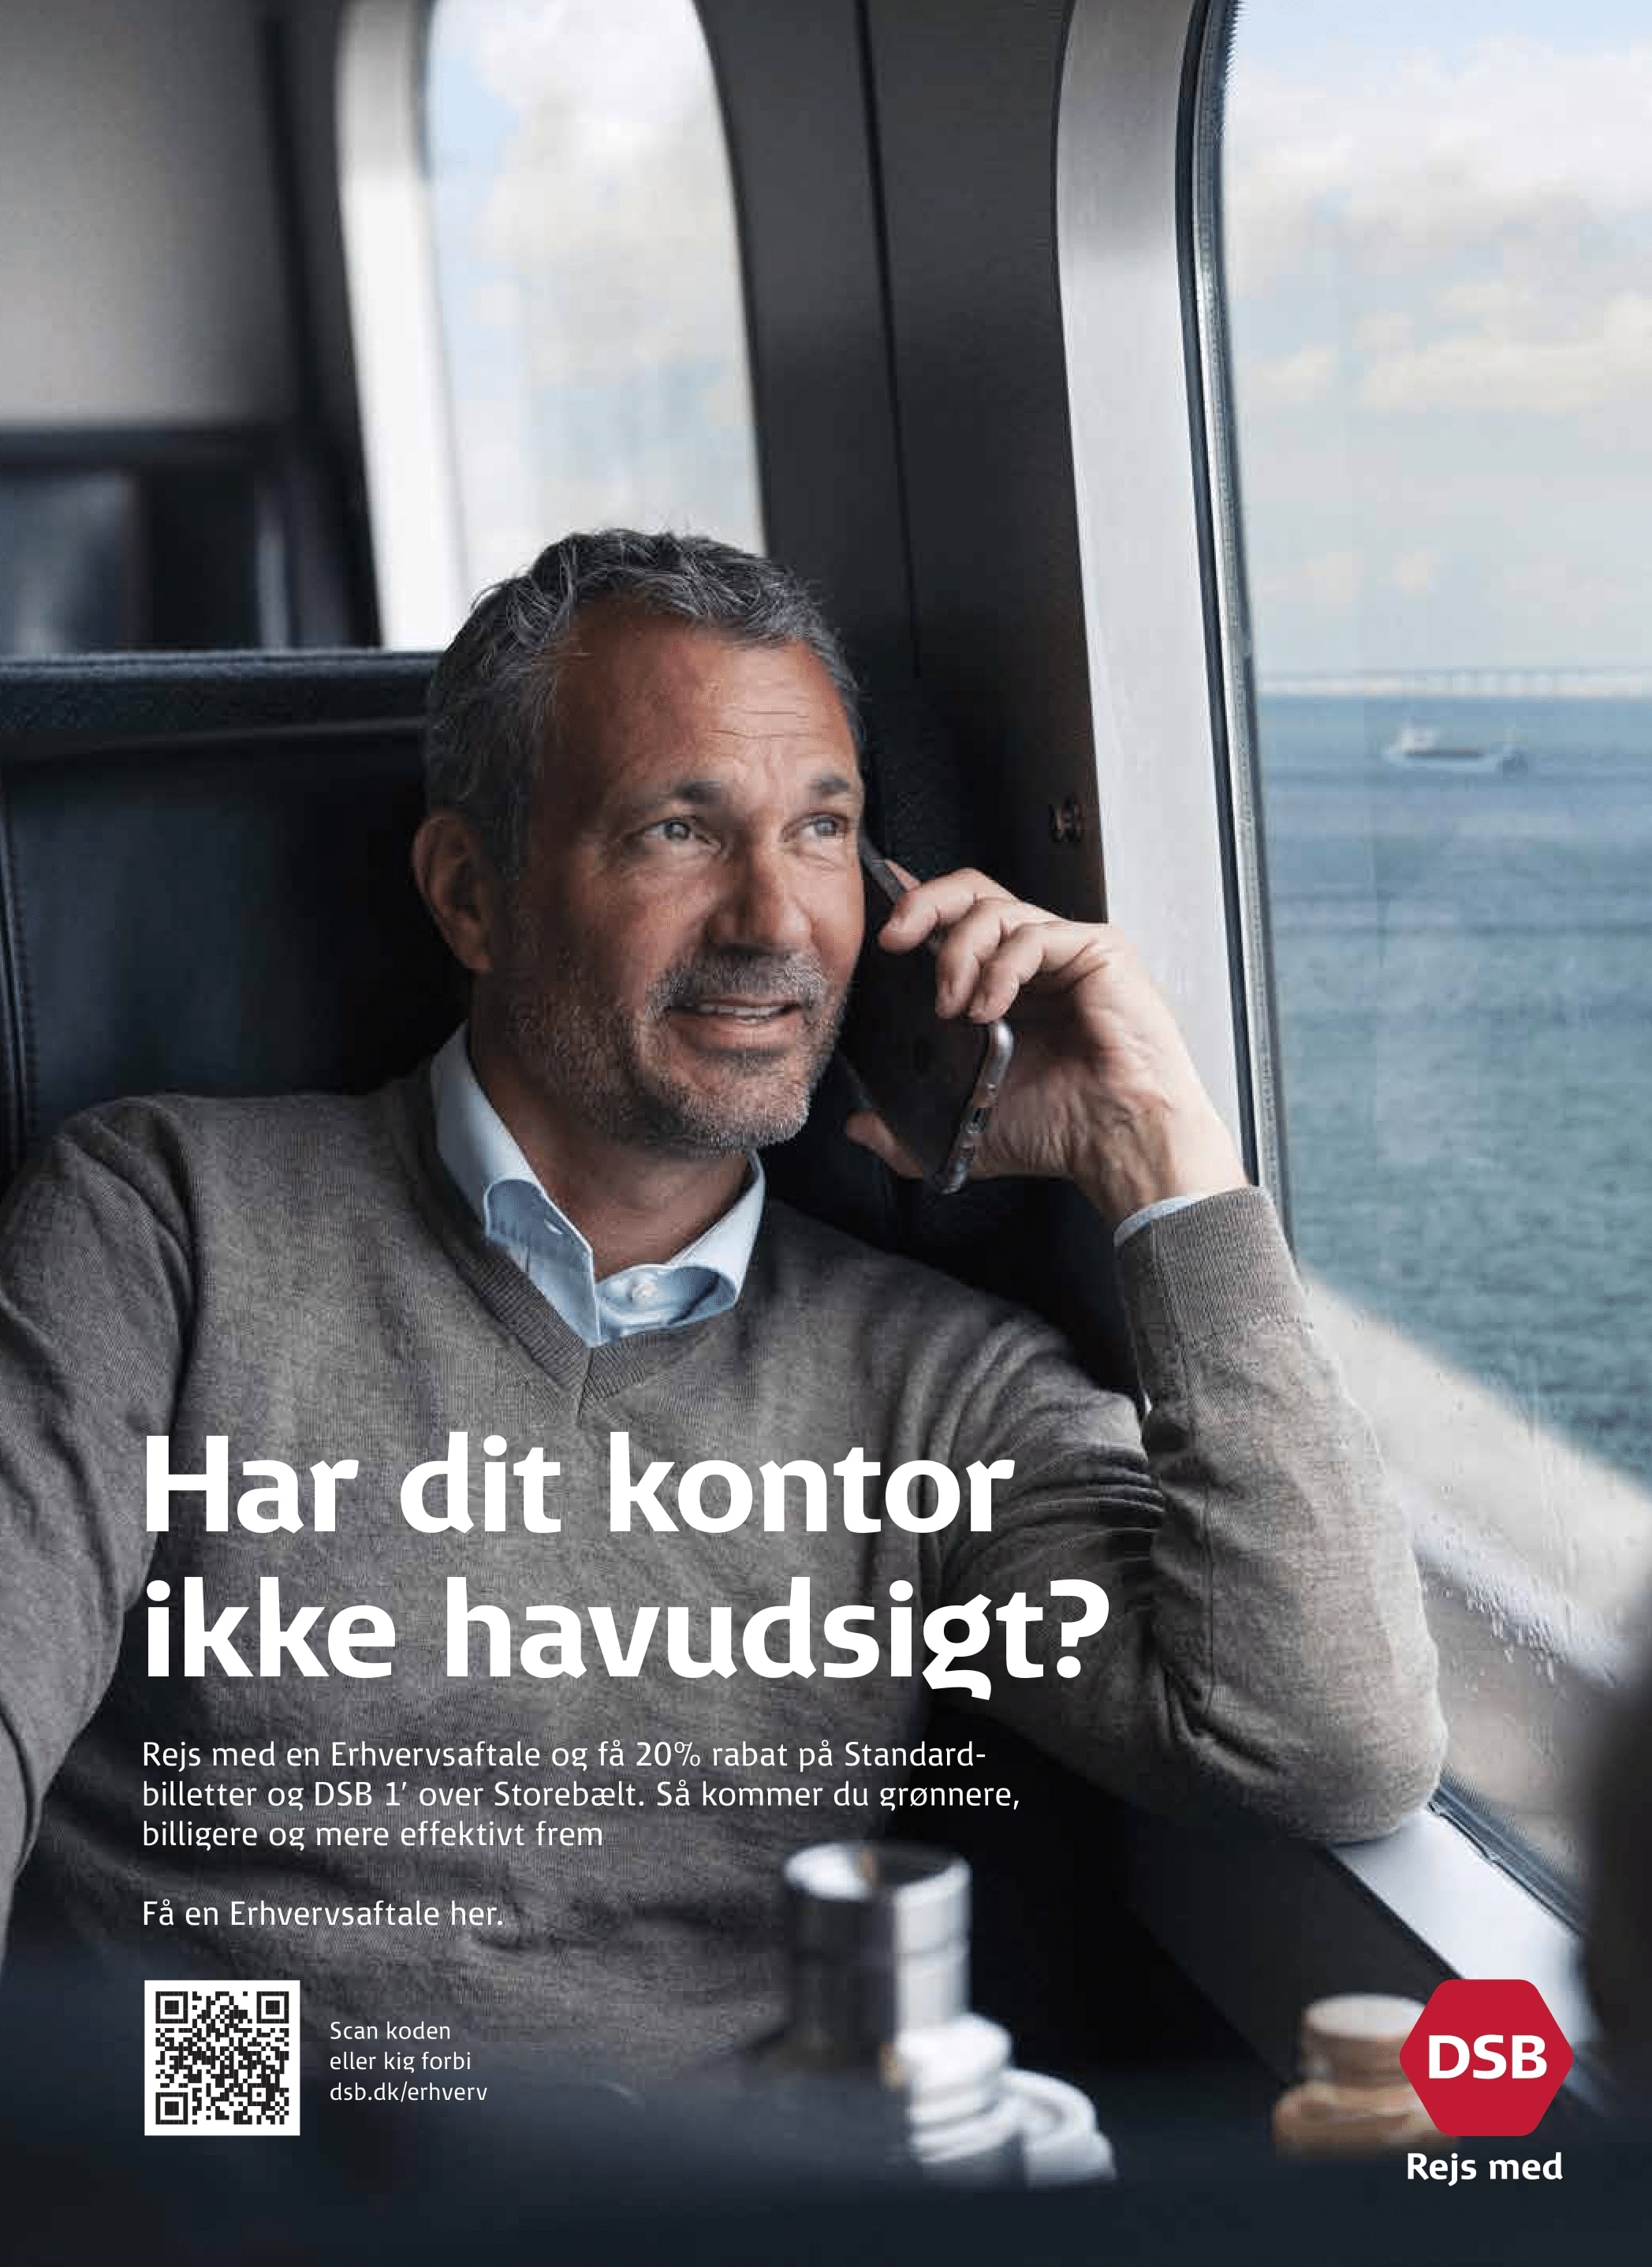 Har dit kontor
ikke havudsigt?
Rejs med en Erhvervsaftale og få 20% rabat på Standard-
billetter og DSB 1’ over Storebælt. Så kommer du grønnere,
billigere og mere effektivt frem
Få en Erhvervsaftale her.
Scan koden
eller kig forbi
dsb.dk/erhverv
DSB
Rejs med